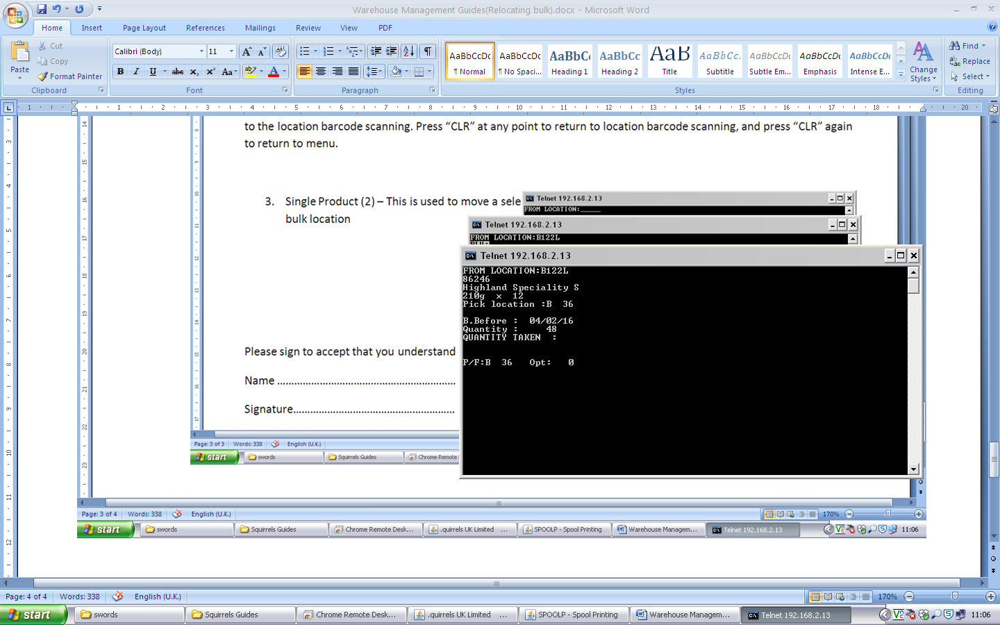 Warehouse Management Guides(Relocating bulk).docx - Microsoft Word
Home Insert Page Layout References Mailings Review View PDF
Paste
Cut
Copy
Format Painter
Clipboard
Calibri (Body) 11
B I U abc x₂ x² Aa
Font
Paragraph
AaBbCcDc AaBbCcDc AaBbC AaBbCc AaB AaBbCc. AaBbCcDc AaBbCcDc AaBbCcDc
¶ Normal ¶ No Spaci... Heading 1 Heading 2 Title Subtitle Subtle Em... Emphasis Intense E...
Styles
Change Styles
Find
Replace
Select
Editing
to the location barcode scanning. Press “CLR” at any point to return to location barcode scanning, and press “CLR” again
to return to menu.
3. Single Product (2) – This is used to move a sele
bulk location
Telnet 192.168.2.13
FROM LOCATION:_____
Telnet 192.168.2.13
FROM LOCATION:B122L
Telnet 192.168.2.13
FROM LOCATION:B122L
86246
Highland Speciality S
210g x 12
Pick location :B 36
B.Before : 04/02/16
Quantity : 48
QUANTITY TAKEN :
P/F:B 36 Opt: 0
Please sign to accept that you understand
Name ...............................................................
Signature.........................................................
Page: 3 of 3 Words: 338 English (U.K.)
start swords Squirrels Guides Chrome Remote
Page: 3 of 4 Words: 338 English (U.K.) 170%
start swords Squirrels Guides Chrome Remote Desk... .quirrels UK Limited ... SPOOLP - Spool Printing Warehouse Managem... Telnet 192.168.2.13 11:06
Page: 4 of 4 Words: 338 English (U.K.) 170%
start swords Squirrels Guides Chrome Remote Desk... .quirrels UK Limited ... SPOOLP - Spool Printing Warehouse Managem... Telnet 192.168.2.13 11:06